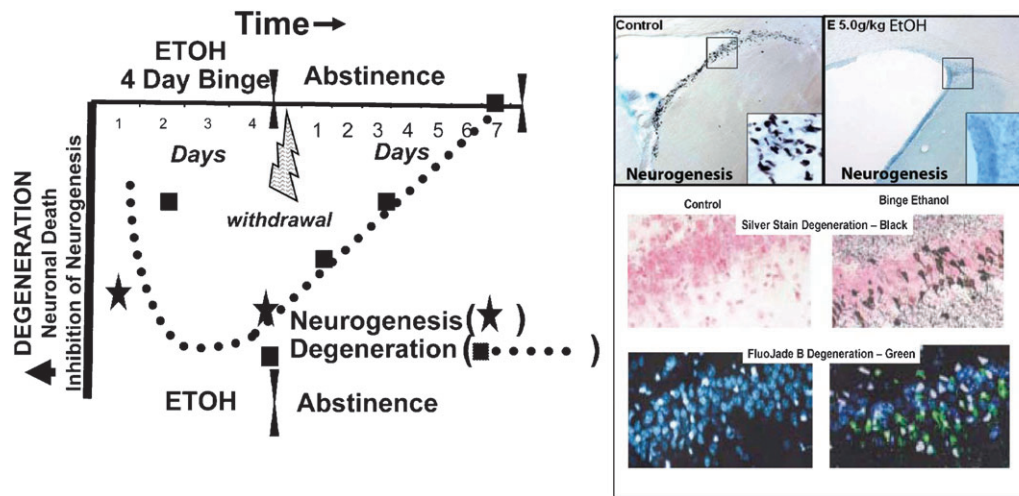 Time →
ETOH
4 Day Binge
Abstinence
1 2 3 4 1 2 3 4 5 6 7
Days Days
withdrawal
DEGENERATION
Neuronal Death
Inhibition of Neurogenesis
Neurogenesis (★ )
Degeneration (■•••••• )
ETOH Abstinence
Control
Neurogenesis
E 5.0g/kg EtOH
Neurogenesis
Control Binge Ethanol
Silver Stain Degeneration – Black
FluoJade B Degeneration – Green